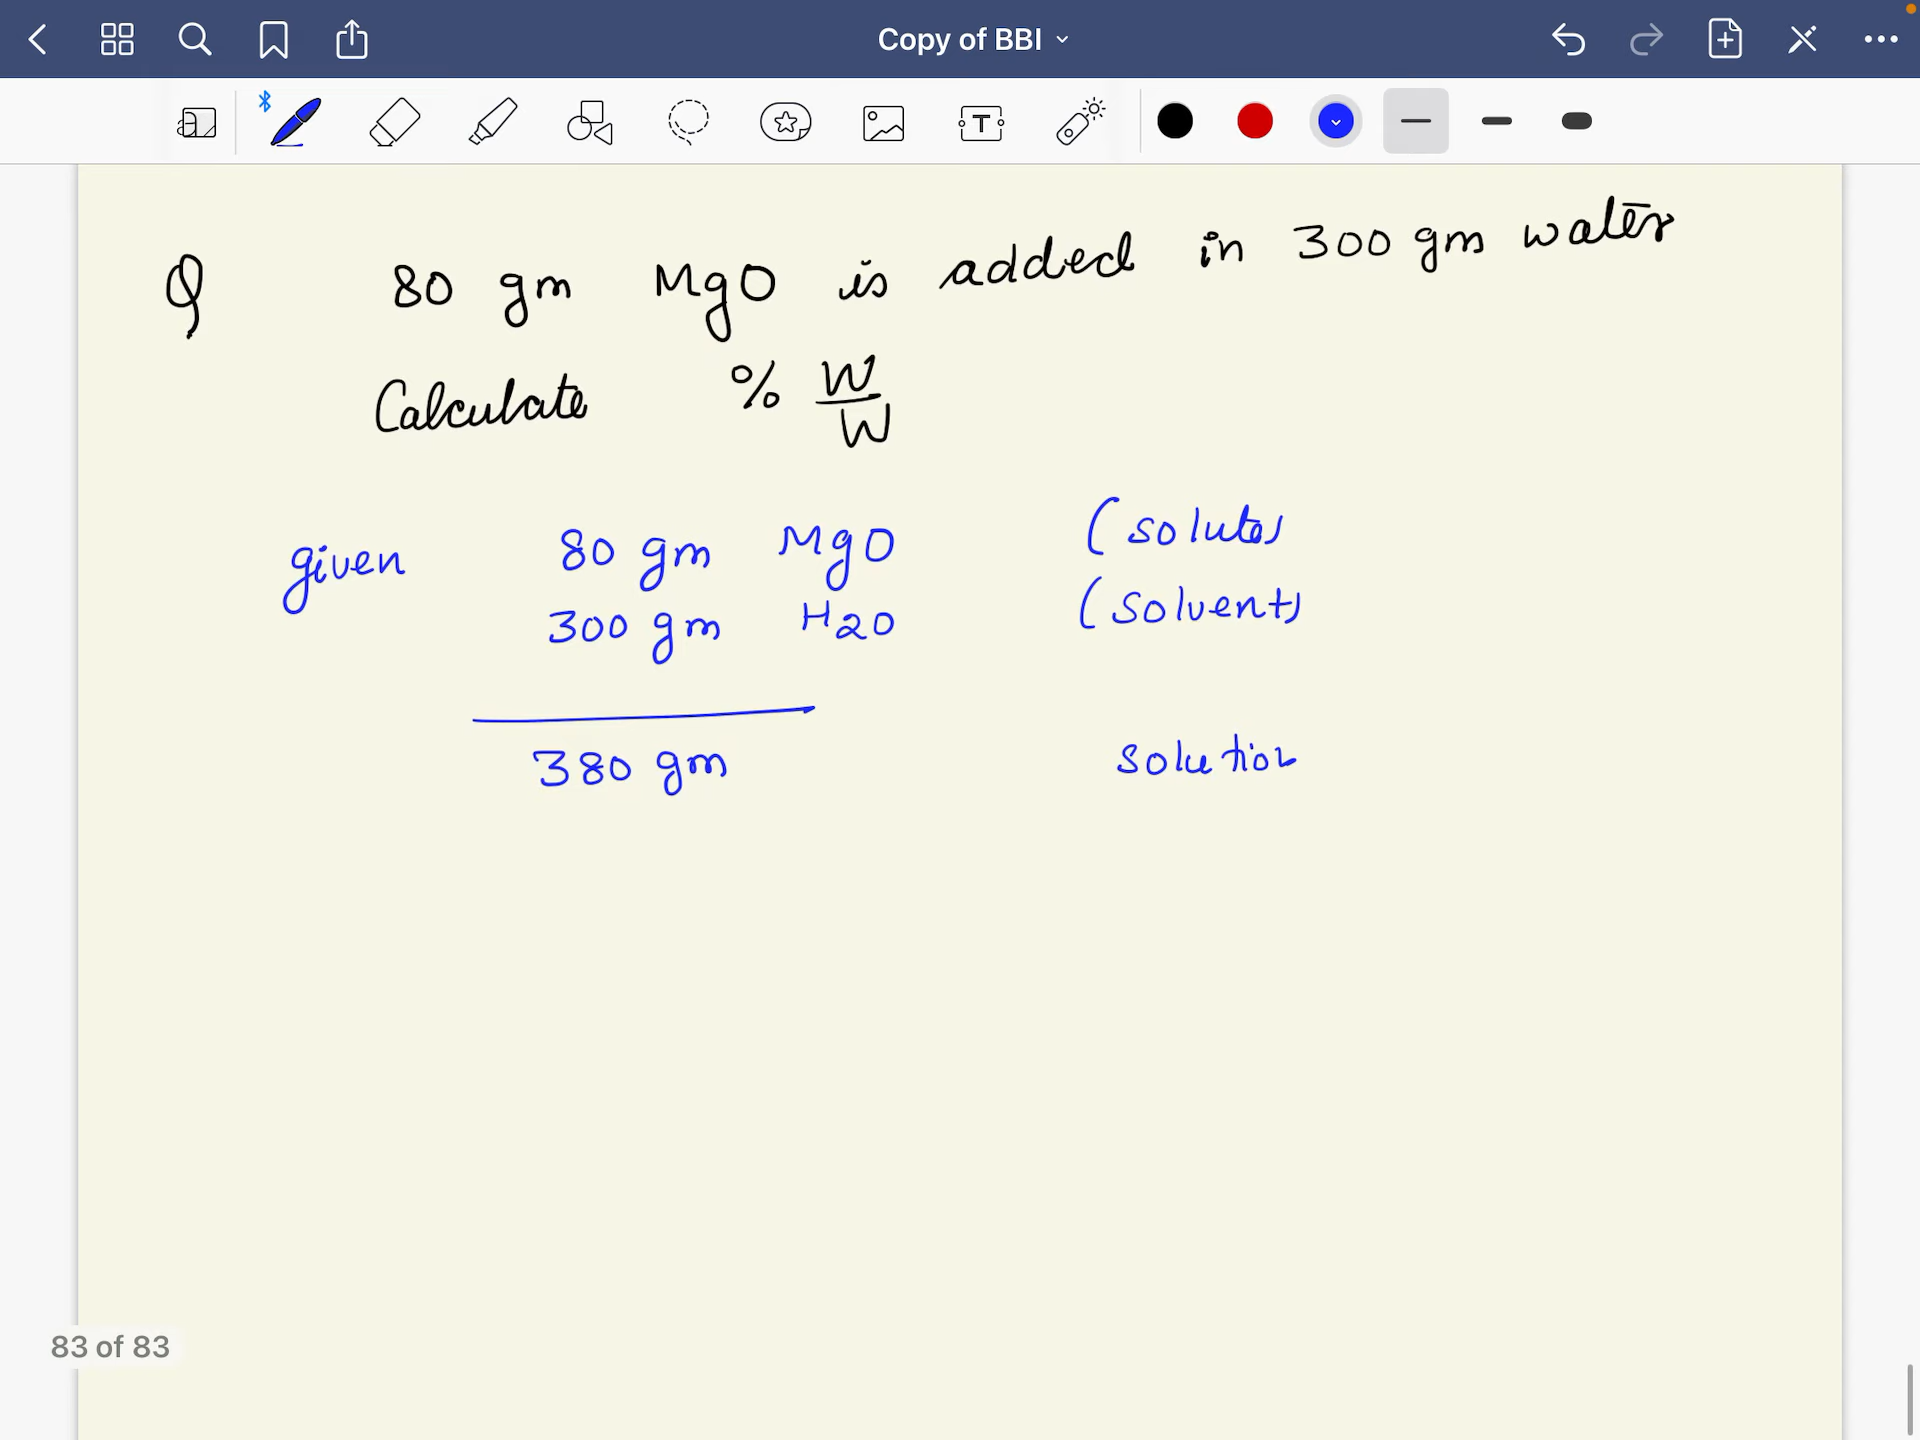 Copy of BBI
Q 80 gm MgO is added in 300 gm water
Calculate % W/W
given 80 gm MgO (solute)
300 gm H2O (solvent)
380 gm solution
83 of 83